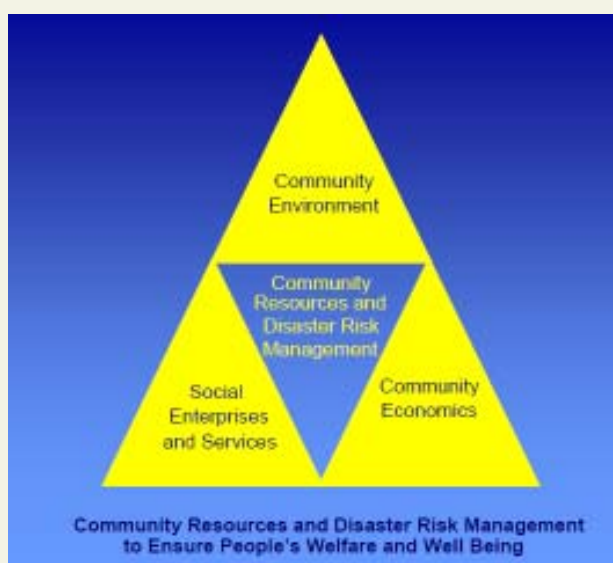 Community
Environment
Community
Resources and
Disaster Risk
Management
Social
Enterprises
and Services
Community
Economics
Community Resources and Disaster Risk Management
to Ensure People's Welfare and Well Being